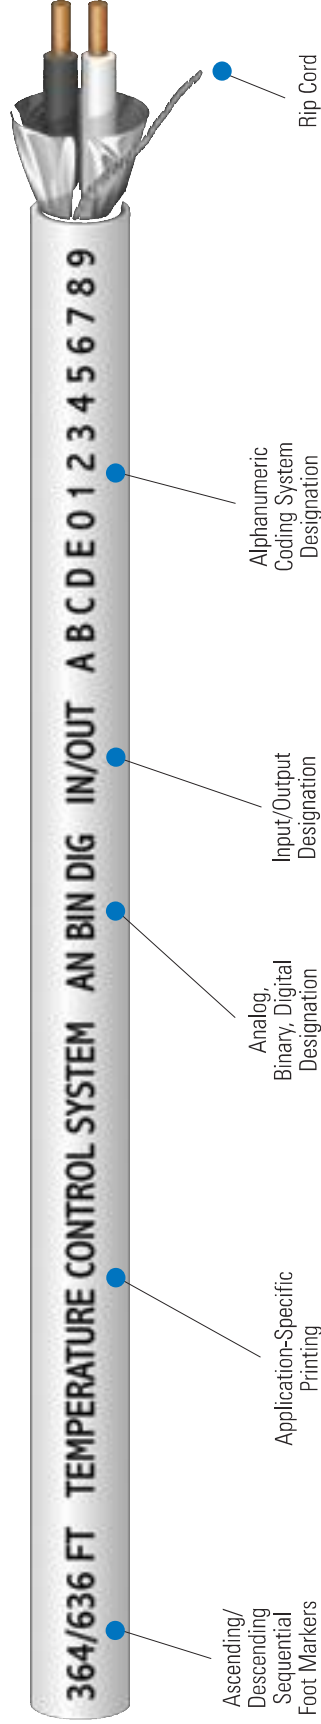 364/636 FT TEMPERATURE CONTROL SYSTEM AN BIN DIG IN/OUT A B C D E 0 1 2 3 4 5 6 7 8 9
Ascending/
Descending
Sequential
Foot Markers
Application-Specific
Printing
Analog,
Binary, Digital
Designation
Input/Output
Designation
Alphanumeric
Coding System
Designation
Rip Cord